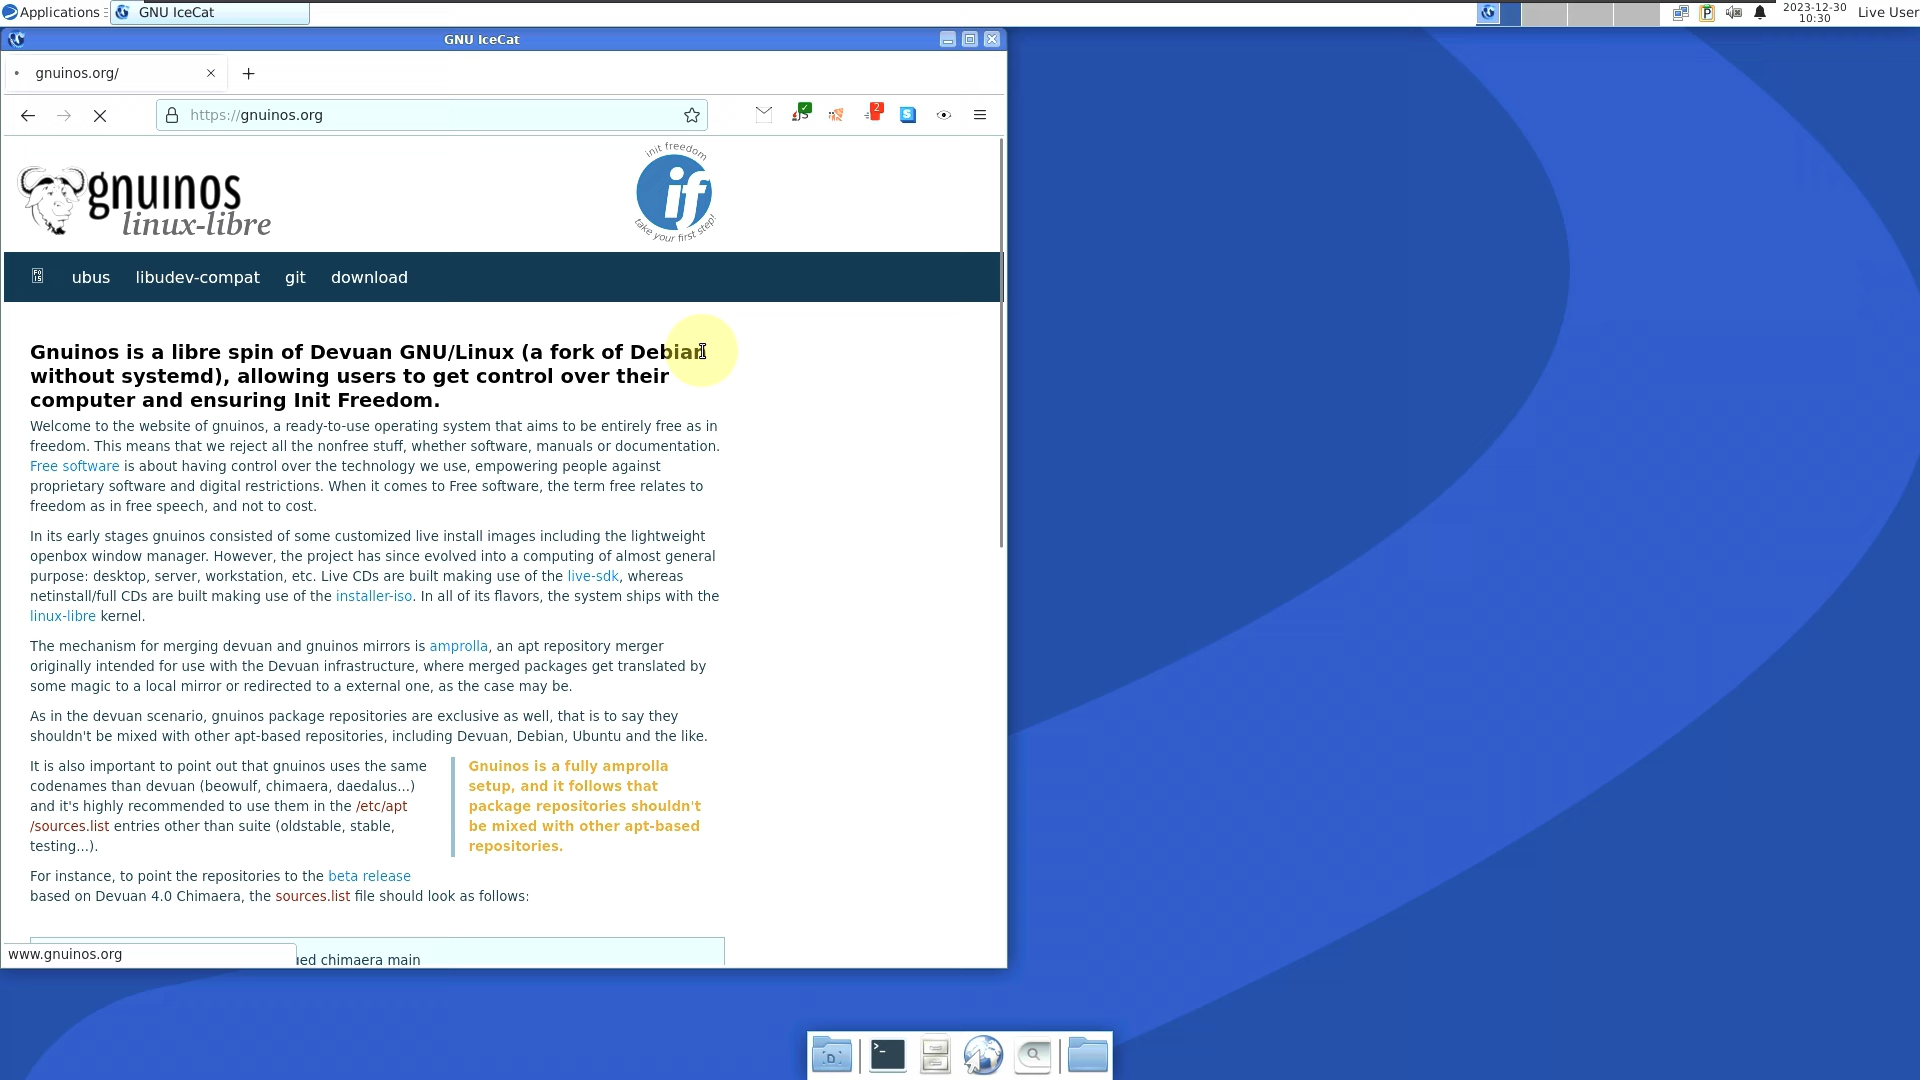 Applications
GNU IceCat
P
2023-12-30
10:30
Live User
GNU IceCat
gnuinos.org/
https://gnuinos.org
2
S
gnuinos
linux-libre
init freedom
if
take your first step!
ubus
libudev-compat
git
download
Gnuinos is a libre spin of Devuan GNU/Linux (a fork of Debian
without systemd), allowing users to get control over their
computer and ensuring Init Freedom.
Welcome to the website of gnuinos, a ready-to-use operating system that aims to be entirely free as in
freedom. This means that we reject all the nonfree stuff, whether software, manuals or documentation.
Free software is about having control over the technology we use, empowering people against
proprietary software and digital restrictions. When it comes to Free software, the term free relates to
freedom as in free speech, and not to cost.
In its early stages gnuinos consisted of some customized live install images including the lightweight
openbox window manager. However, the project has since evolved into a computing of almost general
purpose: desktop, server, workstation, etc. Live CDs are built making use of the live-sdk, whereas
netinstall/full CDs are built making use of the installer-iso. In all of its flavors, the system ships with the
linux-libre kernel.
The mechanism for merging devuan and gnuinos mirrors is amprolla, an apt repository merger
originally intended for use with the Devuan infrastructure, where merged packages get translated by
some magic to a local mirror or redirected to a external one, as the case may be.
As in the devuan scenario, gnuinos package repositories are exclusive as well, that is to say they
shouldn't be mixed with other apt-based repositories, including Devuan, Debian, Ubuntu and the like.
It is also important to point out that gnuinos uses the same
codenames than devuan (beowulf, chimaera, daedalus...)
and it's highly recommended to use them in the /etc/apt
/sources.list entries other than suite (oldstable, stable,
testing...).
Gnuinos is a fully amprolla
setup, and it follows that
package repositories shouldn't
be mixed with other apt-based
repositories.
For instance, to point the repositories to the beta release
based on Devuan 4.0 Chimaera, the sources.list file should look as follows:
www.gnuinos.org
chimaera main
D